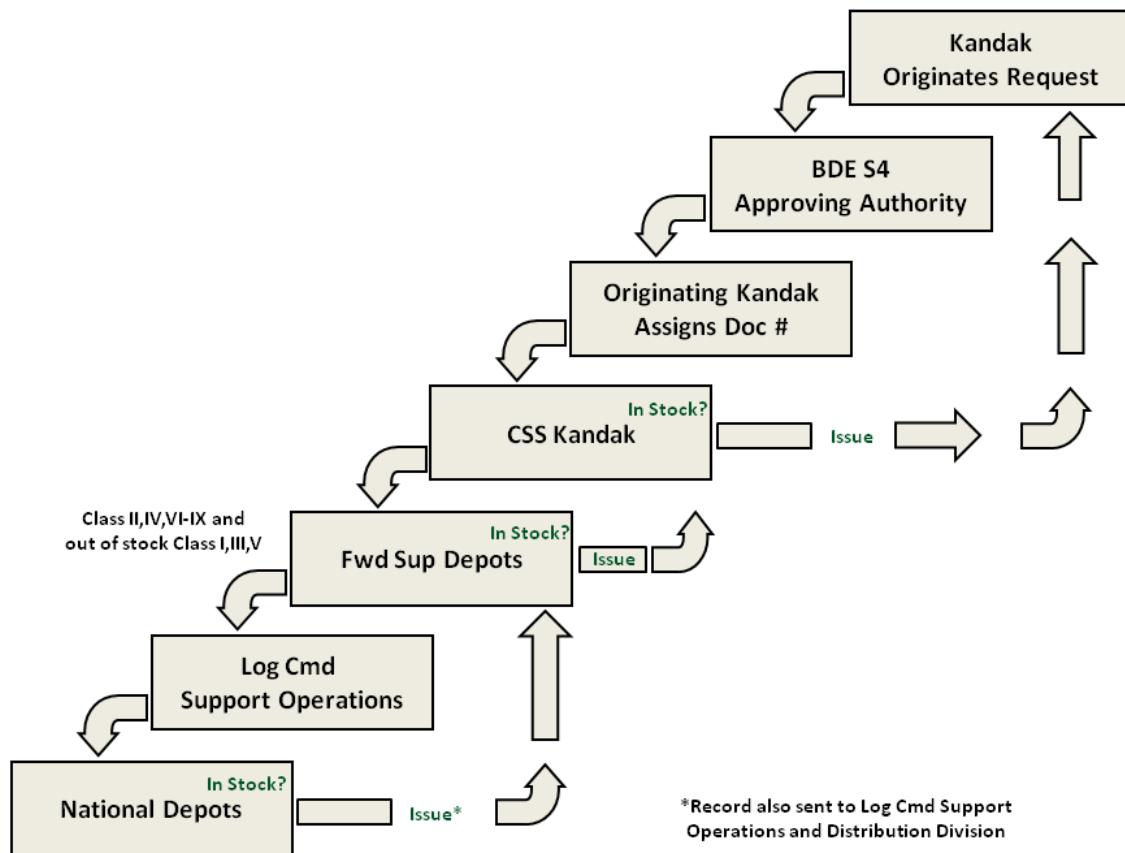 Kandak
Originates Request
BDE S4
Approving Authority
Originating Kandak
Assigns Doc #
In Stock?
CSS Kandak
Issue
Class II,IV,VI-IX and
out of stock Class I,III,V
In Stock?
Fwd Sup Depots
Issue
Log Cmd
Support Operations
In Stock?
National Depots
Issue*
*Record also sent to Log Cmd Support
Operations and Distribution Division